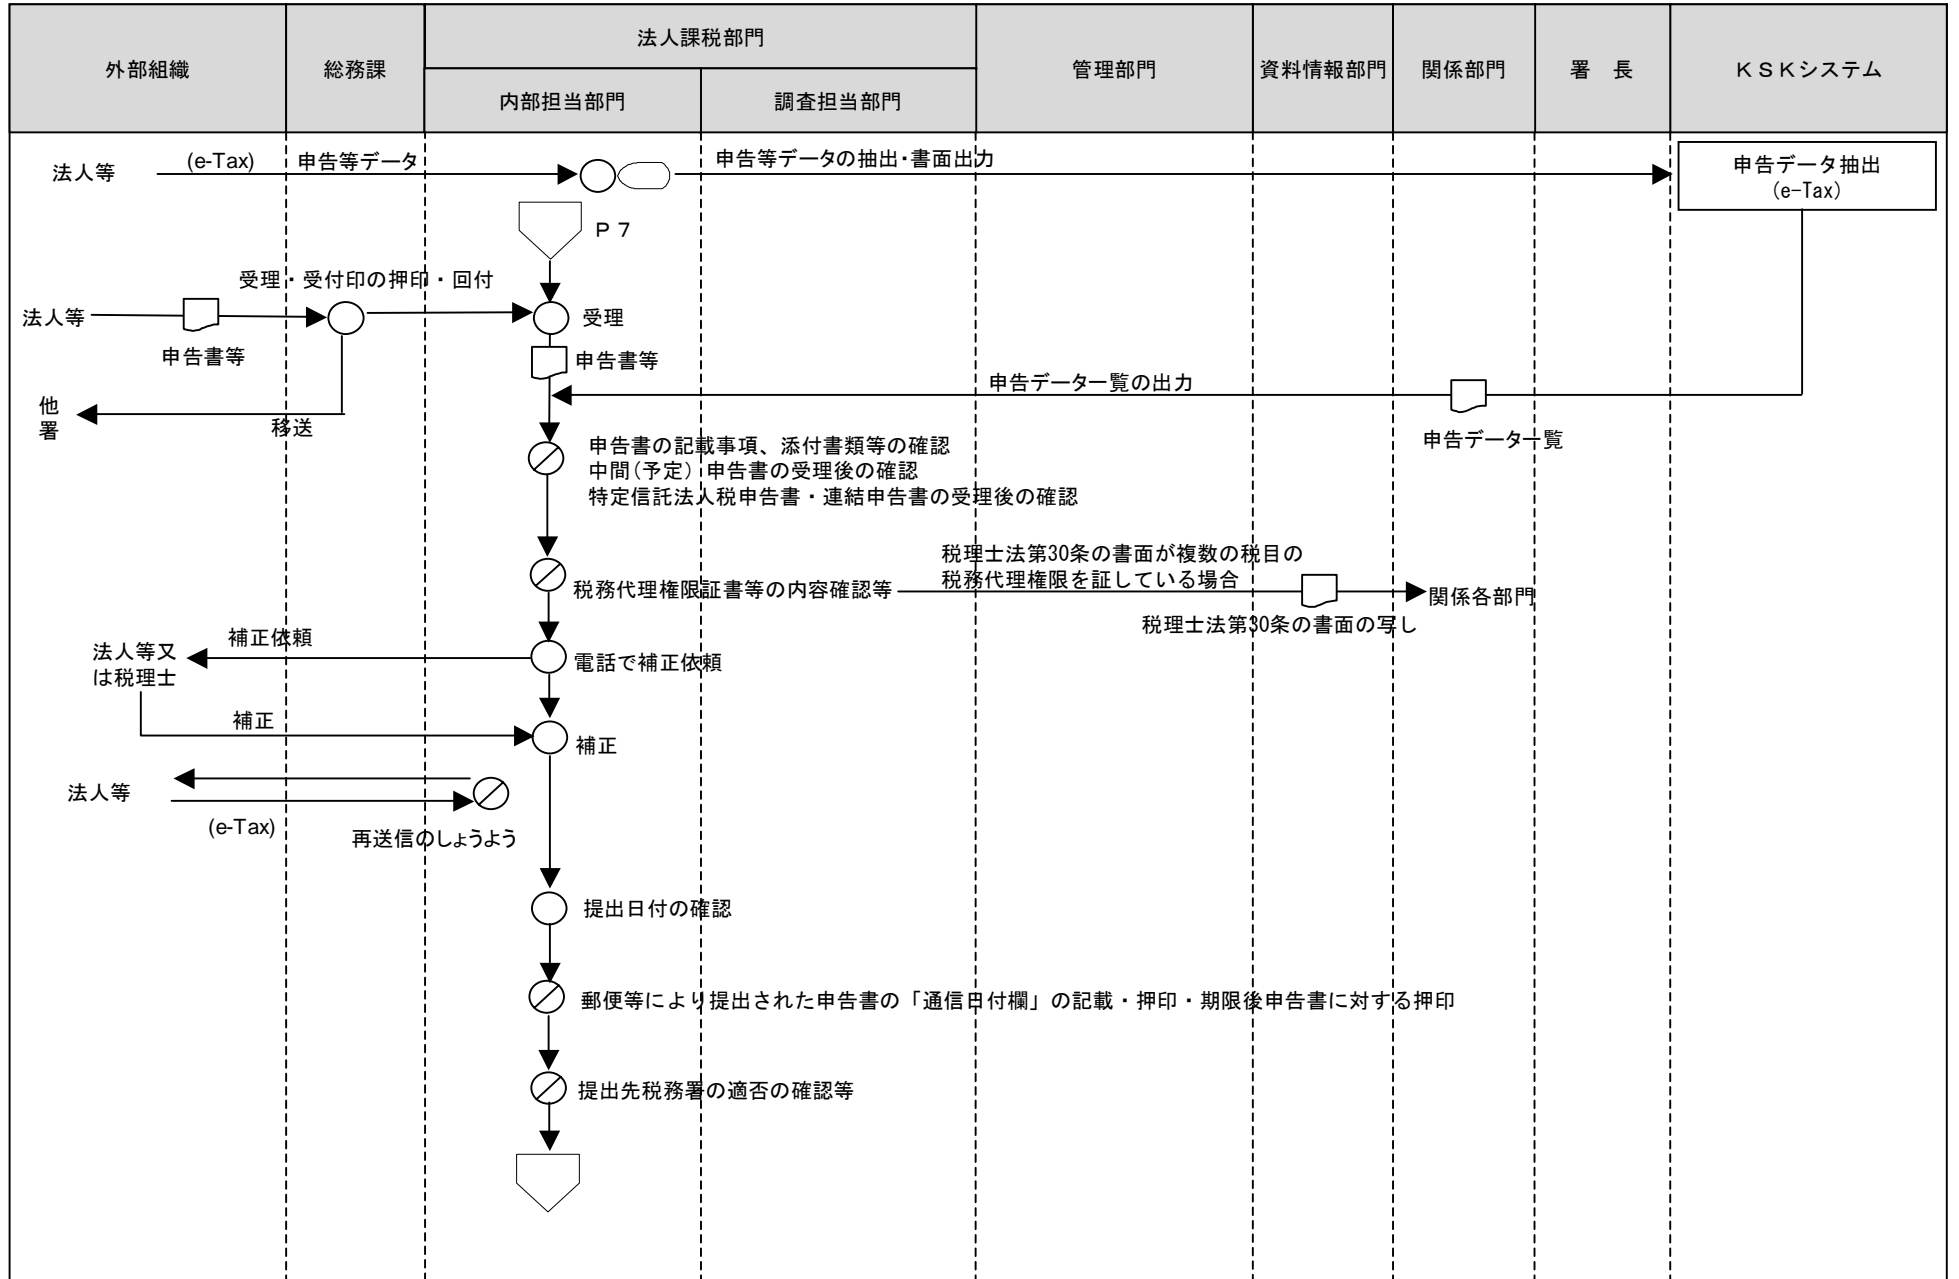 外部組織
総務課
法人課税部門
内部担当部門
調査担当部門
管理部門
資料情報部門
関係部門
署　長
ＫＳＫシステム
法人等
(e-Tax)
申告等データ
申告等データの抽出・書面出力
申告データ抽出
(e-Tax)
Ｐ７
受理・受付印の押印・回付
法人等
申告書等
受理
申告書等
申告データ一覧の出力
申告データ一覧
他
署
移送
申告書の記載事項、添付書類等の確認
中間(予定）申告書の受理後の確認
特定信託法人税申告書・連結申告書の受理後の確認
税務代理権限証書等の内容確認等
税理士法第30条の書面が複数の税目の
税務代理権限を証している場合
関係各部門
税理士法第30条の書面の写し
補正依頼
法人等又
は税理士
電話で補正依頼
補正
補正
法人等
(e-Tax)
再送信のしょうよう
提出日付の確認
郵便等により提出された申告書の「通信日付欄」の記載・押印・期限後申告書に対する押印
提出先税務署の適否の確認等